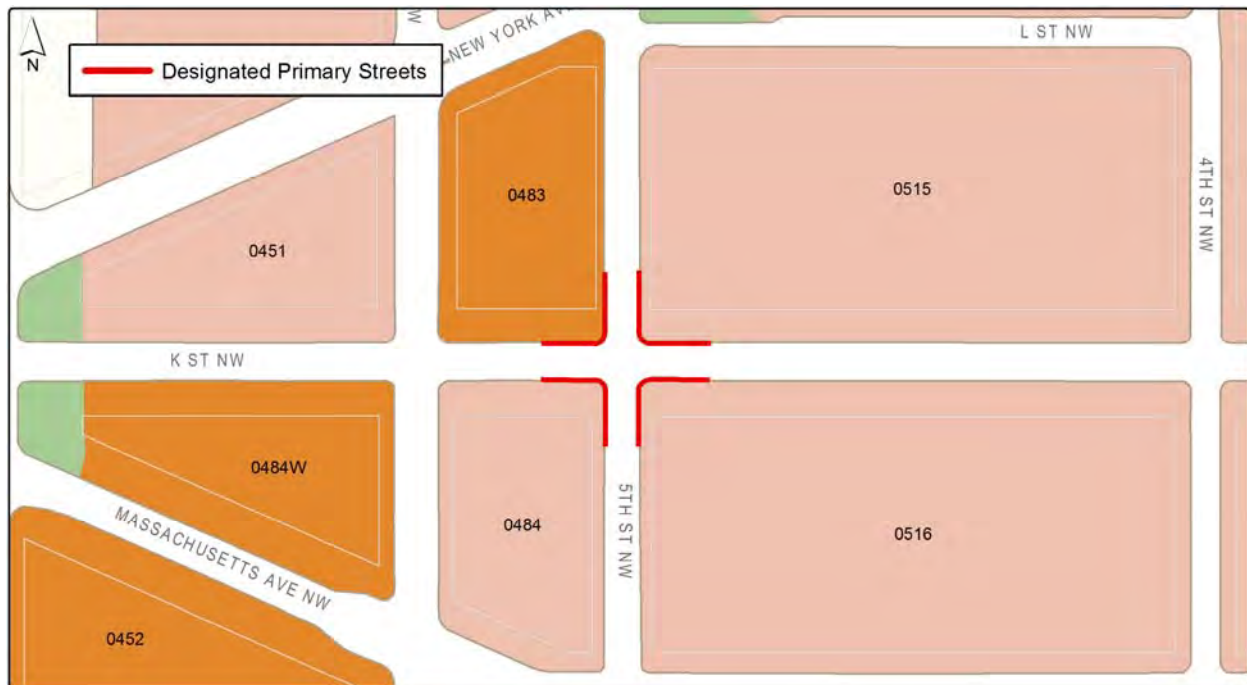 W
NEW YORK AVE
L ST NW
N
Designated Primary Streets
0483
0515
4TH ST NW
0451
K ST NW
0484W
0484
5TH ST NW
0516
MASSACHUSETTS AVE NW
0452